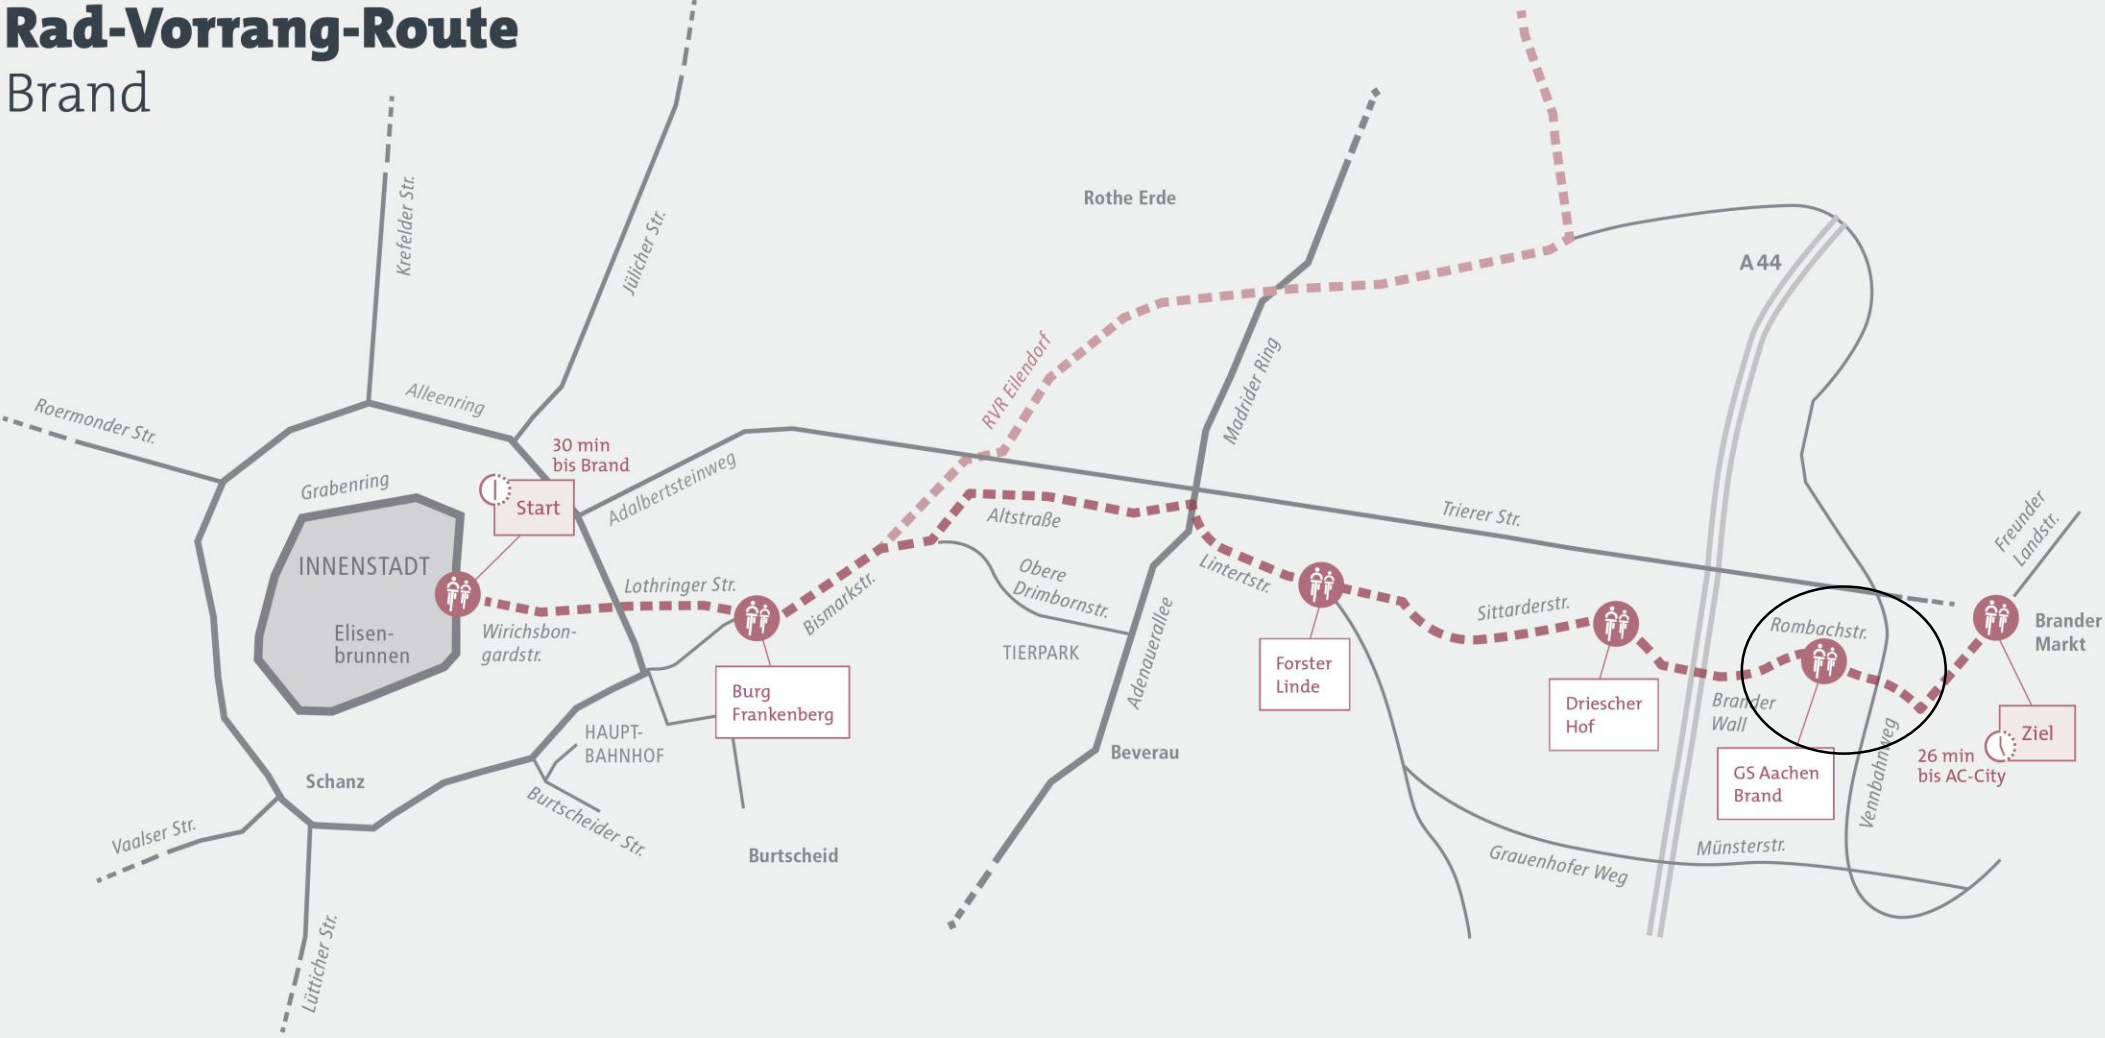 Rad-Vorrang-Route
Brand
Krefelder Str.
Jülicher Str.
Rothe Erde
A 44
RVR Eilendorf
Madrider Ring
Roermonder Str.
Alleenring
30 min
bis Brand
Start
Grabenring
Adalbertsteinweg
Altstraße
Trierer Str.
Freunder
Landstr.
INNENSTADT
Elisen-
brunnen
Lothringer Str.
Wirichsbon-
gardstr.
Bismarkstr.
Obere
Drimbornstr.
Lintertstr.
Sittarderstr.
Rombachstr.
Brander
Markt
TIERPARK
Adenauerallee
Forster
Linde
Burg
Frankenberg
Driescher
Hof
Brander
Wall
Ziel
26 min
bis AC-City
HAUPT-
BAHNHOF
Beverau
GS Aachen
Brand
Vennbahnweg
Schanz
Burtscheider Str.
Vaalser Str.
Burtscheid
Grauenhofer Weg
Münsterstr.
Lütticher Str.